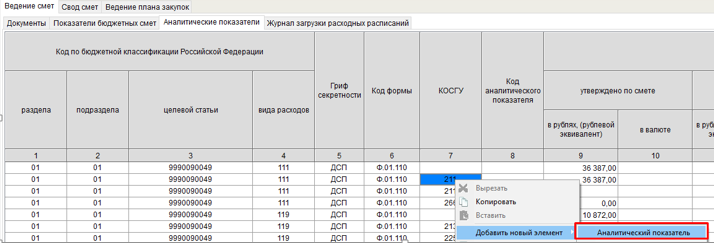 Ведение смет Свод смет Ведение плана закупок
Документы Показатели бюджетных смет Аналитические показатели Журнал загрузки расходных расписаний
Код по бюджетной классификации Российской Федерации
раздела подраздела целевой статьи вида расходов
Гриф секретности Код формы КОСГУ Код аналитического показателя
утверждено по смете
в рублях, (рублевой эквивалент) в валюте
1 2 3 4 5 6 7 8 9 10
01 01 9990090049 111 ДСП Ф.01.110 36 387,00
01 01 9990090049 111 ДСП Ф.01.110 211 36 387,00
01 01 9990090049 111 ДСП Ф.01.110
01 01 9990090049 111 ДСП Ф.01.110 0,00
01 01 9990090049 119 ДСП Ф.01.110 10 872,00
01 01 9990090049 119 ДСП Ф.01.110 213
01 01 9990090049 119 ДСП Ф.01.110
Вырезать
Копировать
Вставить
Добавить новый элемент
Аналитический показатель